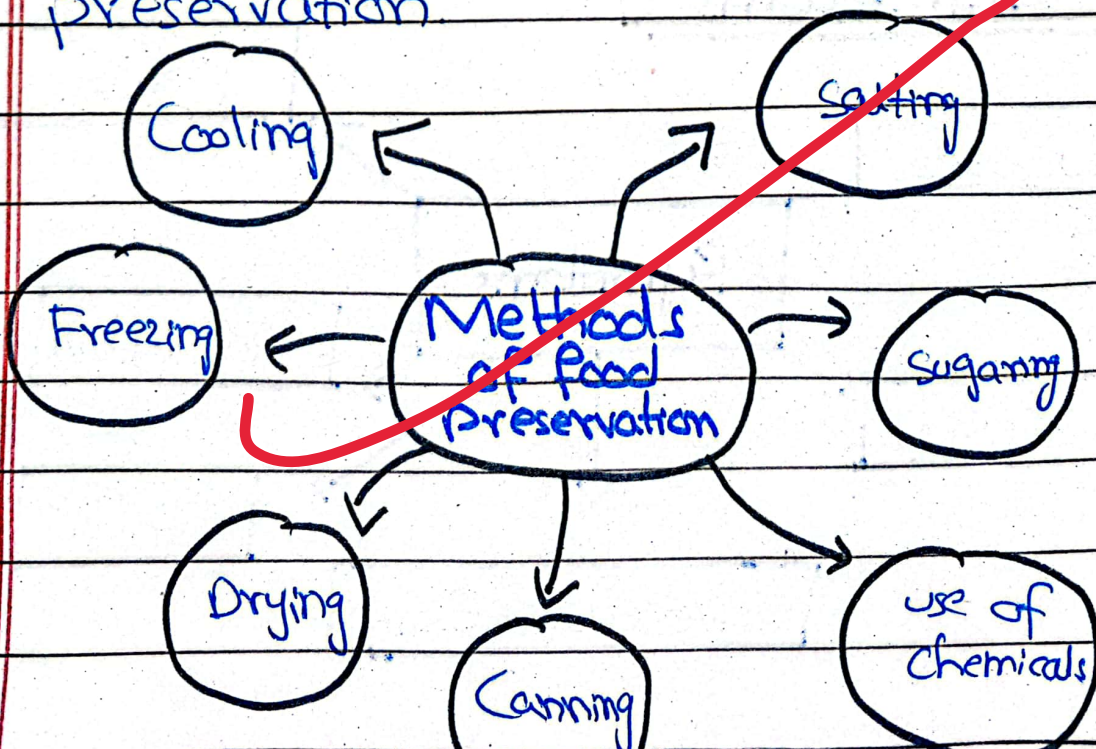 preservation.
Cooling
Salting
Freezing
Methods
of food
preservation
Sugaring
Drying
use of
chemicals
Canning